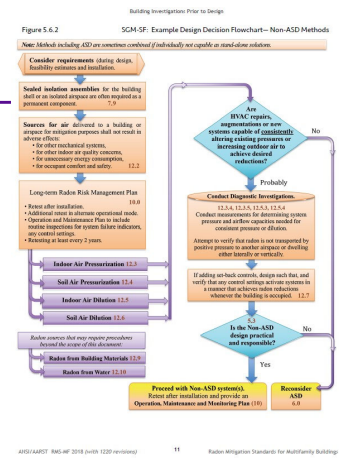 Building Investigation: Prior to Design
Figure 5.6.2 SGM-SF: Example Design Decision Flowchart— Non-ASD Methods
Note: Methods including ASD are sometimes combined if individually not capable as stand-alone solutions.
Consider requirements (during design,
feasibility estimates and installation.
Sealed isolation assemblies for the building
shell or an isolated airspace are often required as a
permanent component. 7.9
Sources for air delivered to a building or
airspace for mitigation purposes shall not result in
adverse effects:
• for other mechanical systems,
• for other indoor air quality concerns,
• for unnecessary energy consumption,
• for occupant comfort and safety. 12.2
Long-term Radon Risk Management Plan
10.0
• Retest after installation.
• Additional retest in alternate operational mode.
• Operation and Maintenance Plan to include
routine inspections for system failure indicators,
any control settings.
• Retesting at least every 2 years.
Indoor Air Pressurization 12.3
Soil Air Pressurization 12.4
Indoor Air Dilution 12.5
Soil Air Dilution 12.6
Radon sources that may require procedures
beyond the scope of this document:
Radon from Building Materials 12.9
Radon from Water 12.10
Are
HVAC repairs,
augmentations or new
systems capable of consistently
altering existing pressures or
increasing outdoor air to
achieve desired
reductions?
No
Probably
Conduct Diagnostic Investigations.
12.3.4, 12.3.5, 12.5.3, 12.5.4
Conduct measurements for determining system
pressure and airflow capacities needed for
consistent pressure or dilution.
Attempt to verify that radon is not transported by
positive pressure to another airspace or dwelling
either laterally or vertically.
If adding set-back controls, design such that, and
verify that any control settings activate systems in
a manner that achieves radon reductions
whenever the building is occupied. 12.7
5.3
Is the Non-ASD
design practical
and responsible?
No
Yes
Proceed with Non-ASD system(s).
Retest after installation and provide an
Operation, Maintenance and Monitoring Plan (10)
Reconsider
ASD
6.0
ANSI/AARST RMS-MF 2018 (with 1220 revisions) 11 Radon Mitigation Standards for Multifamily Buildings